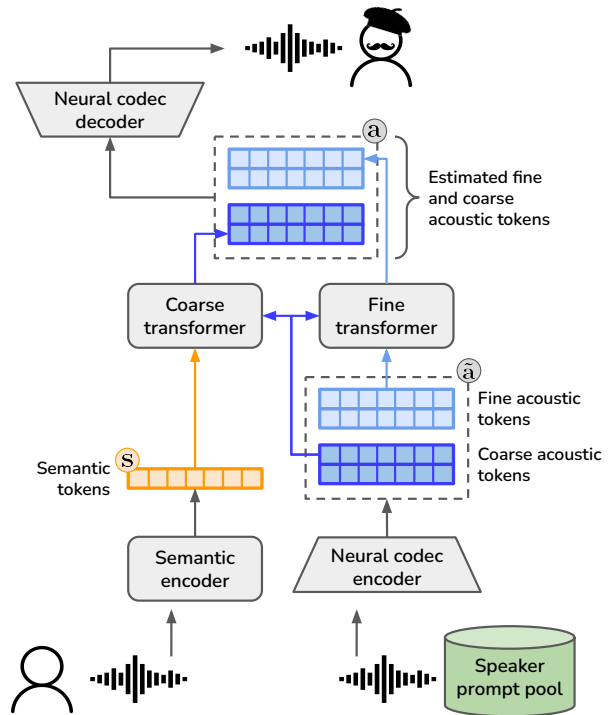 Neural codec
decoder
a
Estimated fine
and coarse
acoustic tokens
Coarse
transformer
Fine
transformer
ã
Fine acoustic
tokens
Coarse acoustic
tokens
s
Semantic
tokens
Semantic
encoder
Neural codec
encoder
Speaker
prompt pool